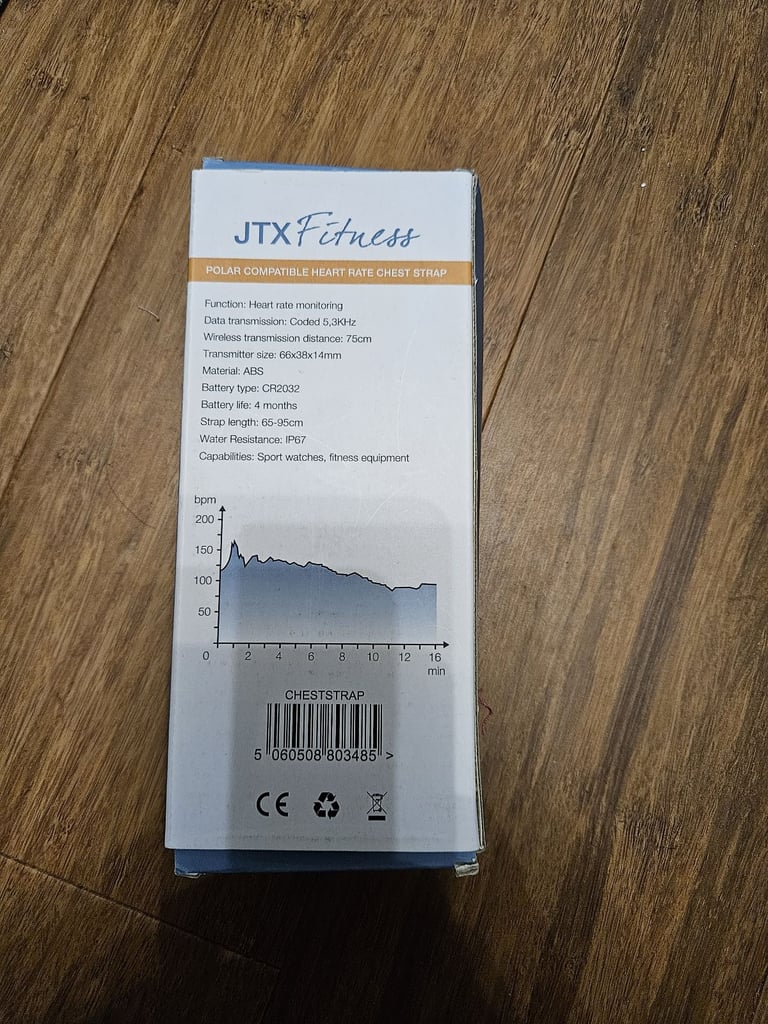 JTX Fitness
POLAR COMPATIBLE HEART RATE CHEST STRAP
Function: Heart rate monitoring
Data transmission: Coded 5,3KHz
Wireless transmission distance: 75cm
Transmitter size: 66x38x14mm
Material: ABS
Battery type: CR2032
Battery life: 4 months
Strap length: 65-95cm
Water Resistance: IP67
Capabilities: Sport watches, fitness equipment
bpm
200
150
100
50
0 2 4 6 8 10 12 16
min
CHESTSTRAP
5 060508 803485 >
CE